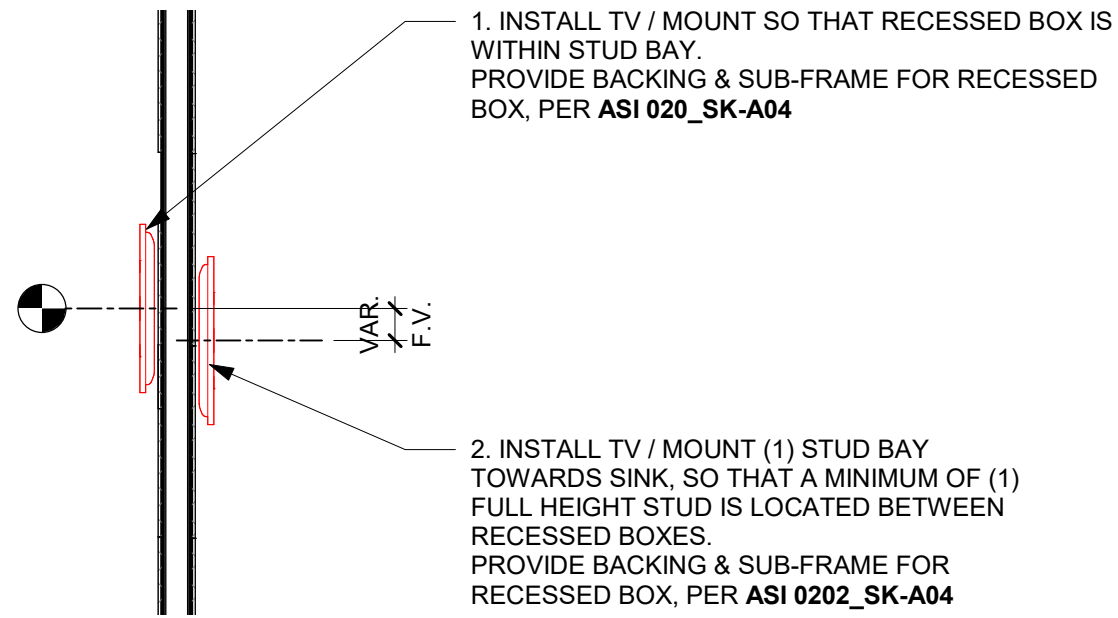 1. INSTALL TV / MOUNT SO THAT RECESSED BOX IS
WITHIN STUD BAY.
PROVIDE BACKING & SUB-FRAME FOR RECESSED
BOX, PER ASI 020_SK-A04
VAR.
F.V.
2. INSTALL TV / MOUNT (1) STUD BAY
TOWARDS SINK, SO THAT A MINIMUM OF (1)
FULL HEIGHT STUD IS LOCATED BETWEEN
RECESSED BOXES.
PROVIDE BACKING & SUB-FRAME FOR
RECESSED BOX, PER ASI 0202_SK-A04